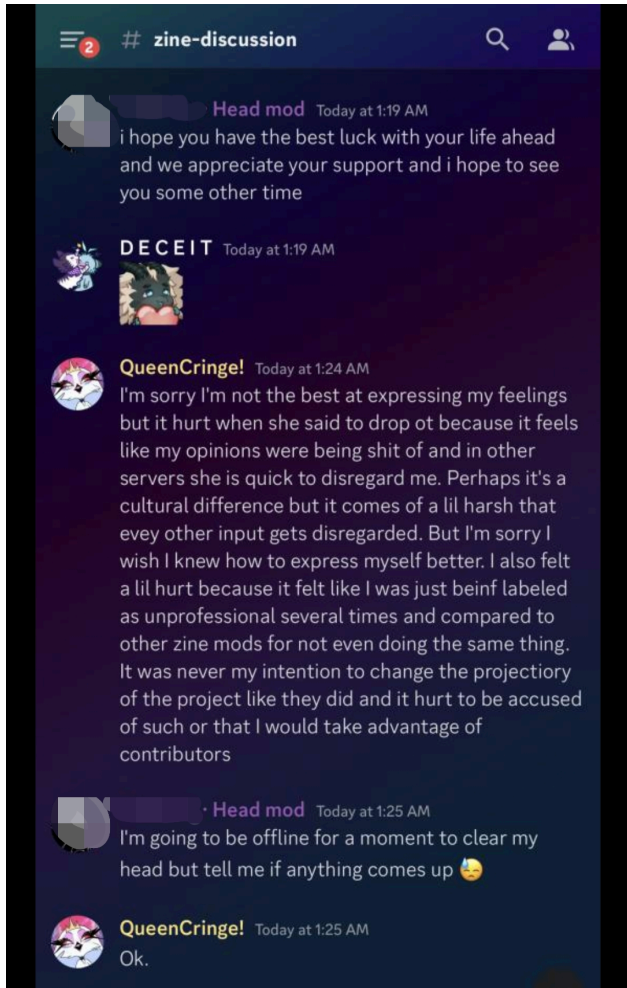 2
# zine-discussion
Head mod Today at 1:19 AM
i hope you have the best luck with your life ahead
and we appreciate your support and i hope to see
you some other time
D E C E I T Today at 1:19 AM
QueenCringe! Today at 1:24 AM
I'm sorry I'm not the best at expressing my feelings
but it hurt when she said to drop ot because it feels
like my opinions were being shit of and in other
servers she is quick to disregard me. Perhaps it's a
cultural difference but it comes of a lil harsh that
evey other input gets disregarded. But I'm sorry I
wish I knew how to express myself better. I also felt
a lil hurt because it felt like I was just beinf labeled
as unprofessional several times and compared to
other zine mods for not even doing the same thing.
It was never my intention to change the projectiory
of the project like they did and it hurt to be accused
of such or that I would take advantage of
contributors
· Head mod Today at 1:25 AM
I'm going to be offline for a moment to clear my
head but tell me if anything comes up 😓
QueenCringe! Today at 1:25 AM
Ok.